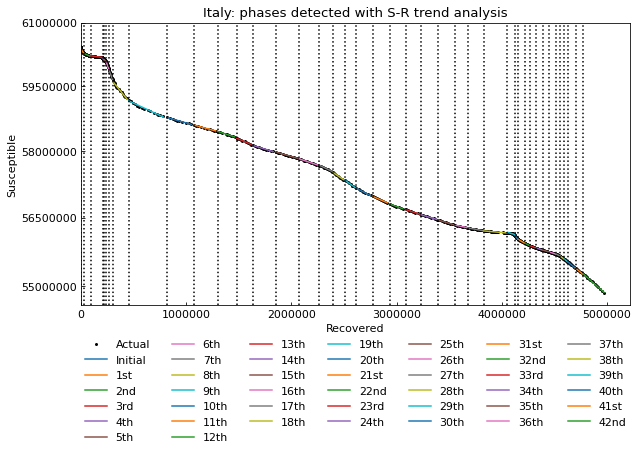 Italy: phases detected with S-R trend analysis
61000000
59500000
58000000
56500000
55000000
Susceptible
0 1000000 2000000 3000000 4000000 5000000
Recovered
Actual 6th 13th 19th 25th 31st 37th
Initial 7th 14th 20th 26th 32nd 38th
1st 8th 15th 21st 27th 33rd 39th
2nd 9th 16th 22nd 28th 34th 40th
3rd 10th 17th 23rd 29th 35th 41st
4th 11th 18th 24th 30th 36th 42nd
5th 12th